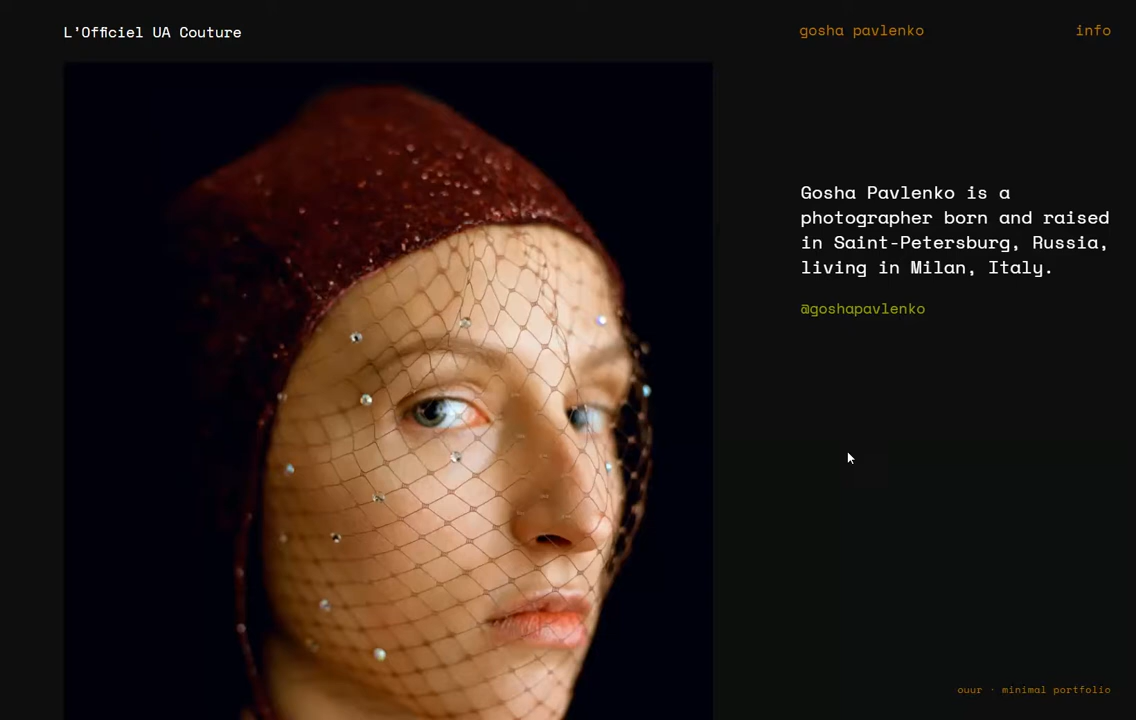 L’Officiel UA Couture
gosha pavlenko
info
Gosha Pavlenko is a
photographer born and raised
in Saint-Petersburg, Russia,
living in Milan, Italy.
@goshapavlenko
ouur · minimal portfolio